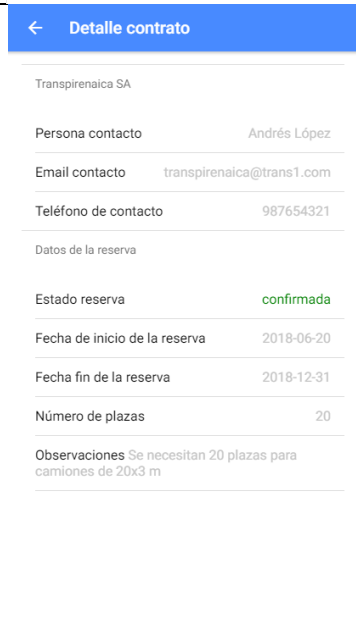 Detalle contrato
Transpirenaica SA
Persona contacto Andrés López
Email contacto transpirenaica@trans1.com
Teléfono de contacto 987654321
Datos de la reserva
Estado reserva confirmada
Fecha de inicio de la reserva 2018-06-20
Fecha fin de la reserva 2018-12-31
Número de plazas 20
Observaciones Se necesitan 20 plazas para
camiones de 20x3 m